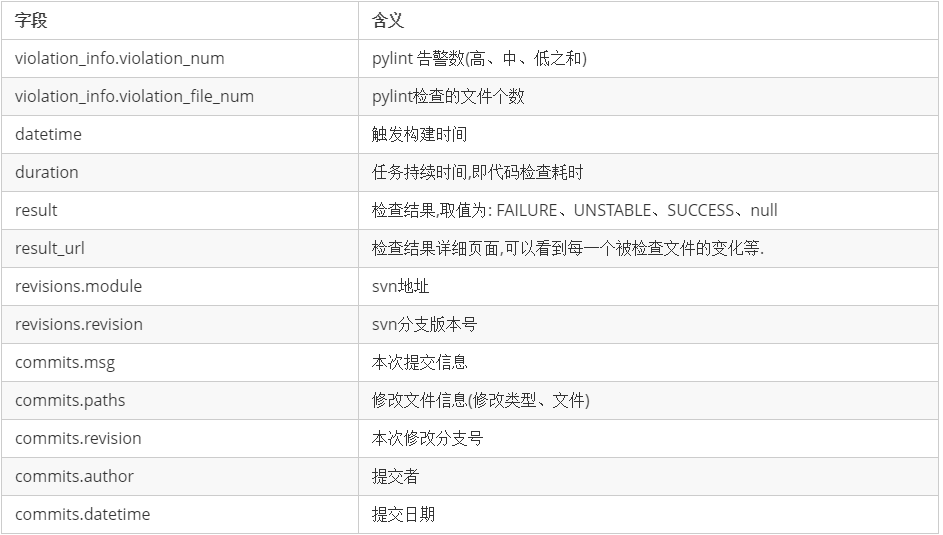 字段 含义
violation_info.violation_num pylint 告警数(高、中、低之和)
violation_info.violation_file_num pylint检查的文件个数
datetime 触发构建时间
duration 任务持续时间,即代码检查耗时
result 检查结果,取值为: FAILURE、UNSTABLE、SUCCESS、null
result_url 检查结果详细页面,可以看到每一个被检查文件的变化等.
revisions.module svn地址
revisions.revision svn分支版本号
commits.msg 本次提交信息
commits.paths 修改文件信息(修改类型、文件)
commits.revision 本次修改分支号
commits.author 提交者
commits.datetime 提交日期